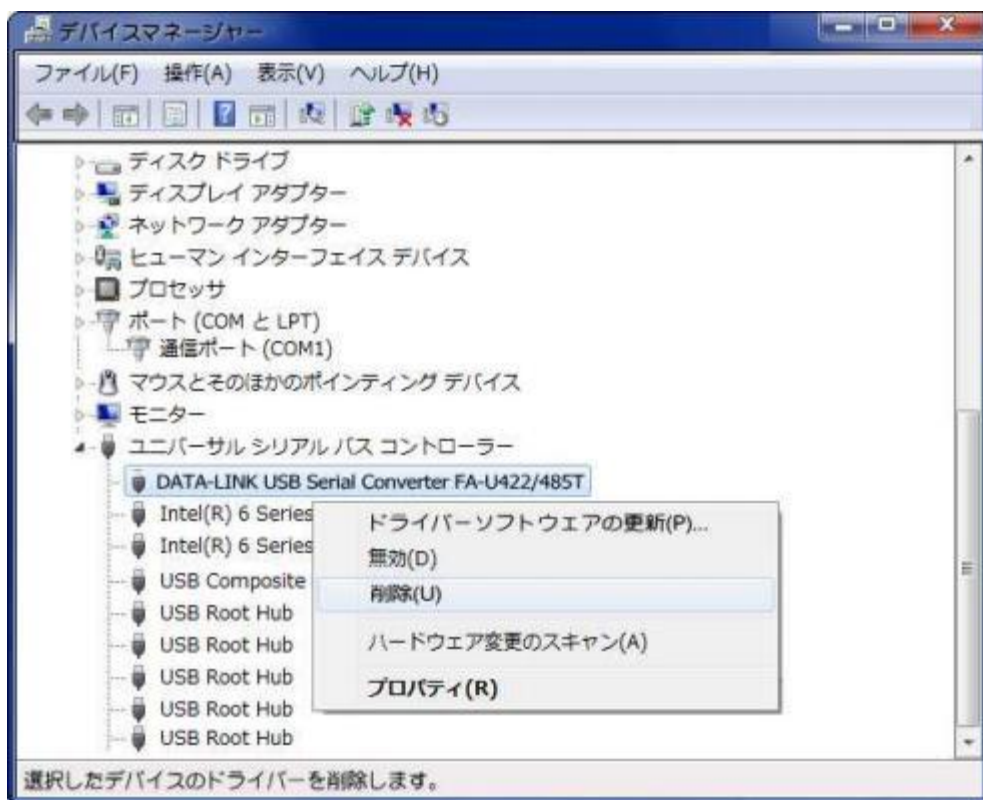 デバイスマネージャー
ファイル(F) 操作(A) 表示(V) ヘルプ(H)
ディスク ドライブ
ディスプレイ アダプター
ネットワーク アダプター
ヒューマン インターフェイス デバイス
プロセッサ
ポート (COM と LPT)
通信ポート (COM1)
マウスとそのほかのポインティング デバイス
モニター
ユニバーサル シリアル バス コントローラー
DATA-LINK USB Serial Converter FA-U422/485T
Intel(R) 6 Series
Intel(R) 6 Series
USB Composite
USB Root Hub
USB Root Hub
USB Root Hub
USB Root Hub
USB Root Hub
ドライバーソフトウェアの更新(P)...
無効(D)
削除(U)
ハードウェア変更のスキャン(A)
プロパティ(R)
選択したデバイスのドライバーを削除します。